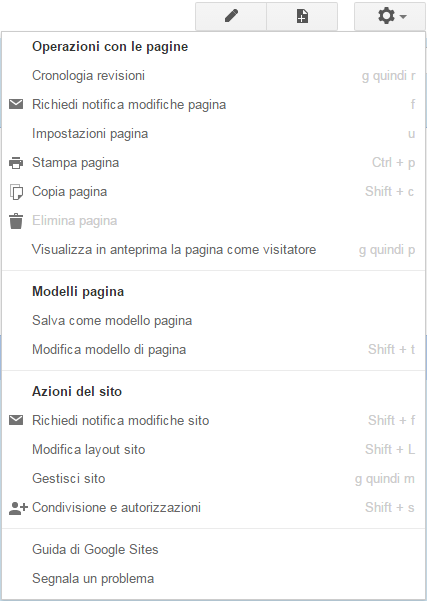 Operazioni con le pagine
Cronologia revisioni g quindi r
Richiedi notifica modifiche pagina f
Impostazioni pagina u
Stampa pagina Ctrl + p
Copia pagina Shift + c
Elimina pagina
Visualizza in anteprima la pagina come visitatore g quindi p
Modelli pagina
Salva come modello pagina
Modifica modello di pagina Shift + t
Azioni del sito
Richiedi notifica modifiche sito Shift + f
Modifica layout sito Shift + L
Gestisci sito g quindi m
Condivisione e autorizzazioni Shift + s
Guida di Google Sites
Segnala un problema